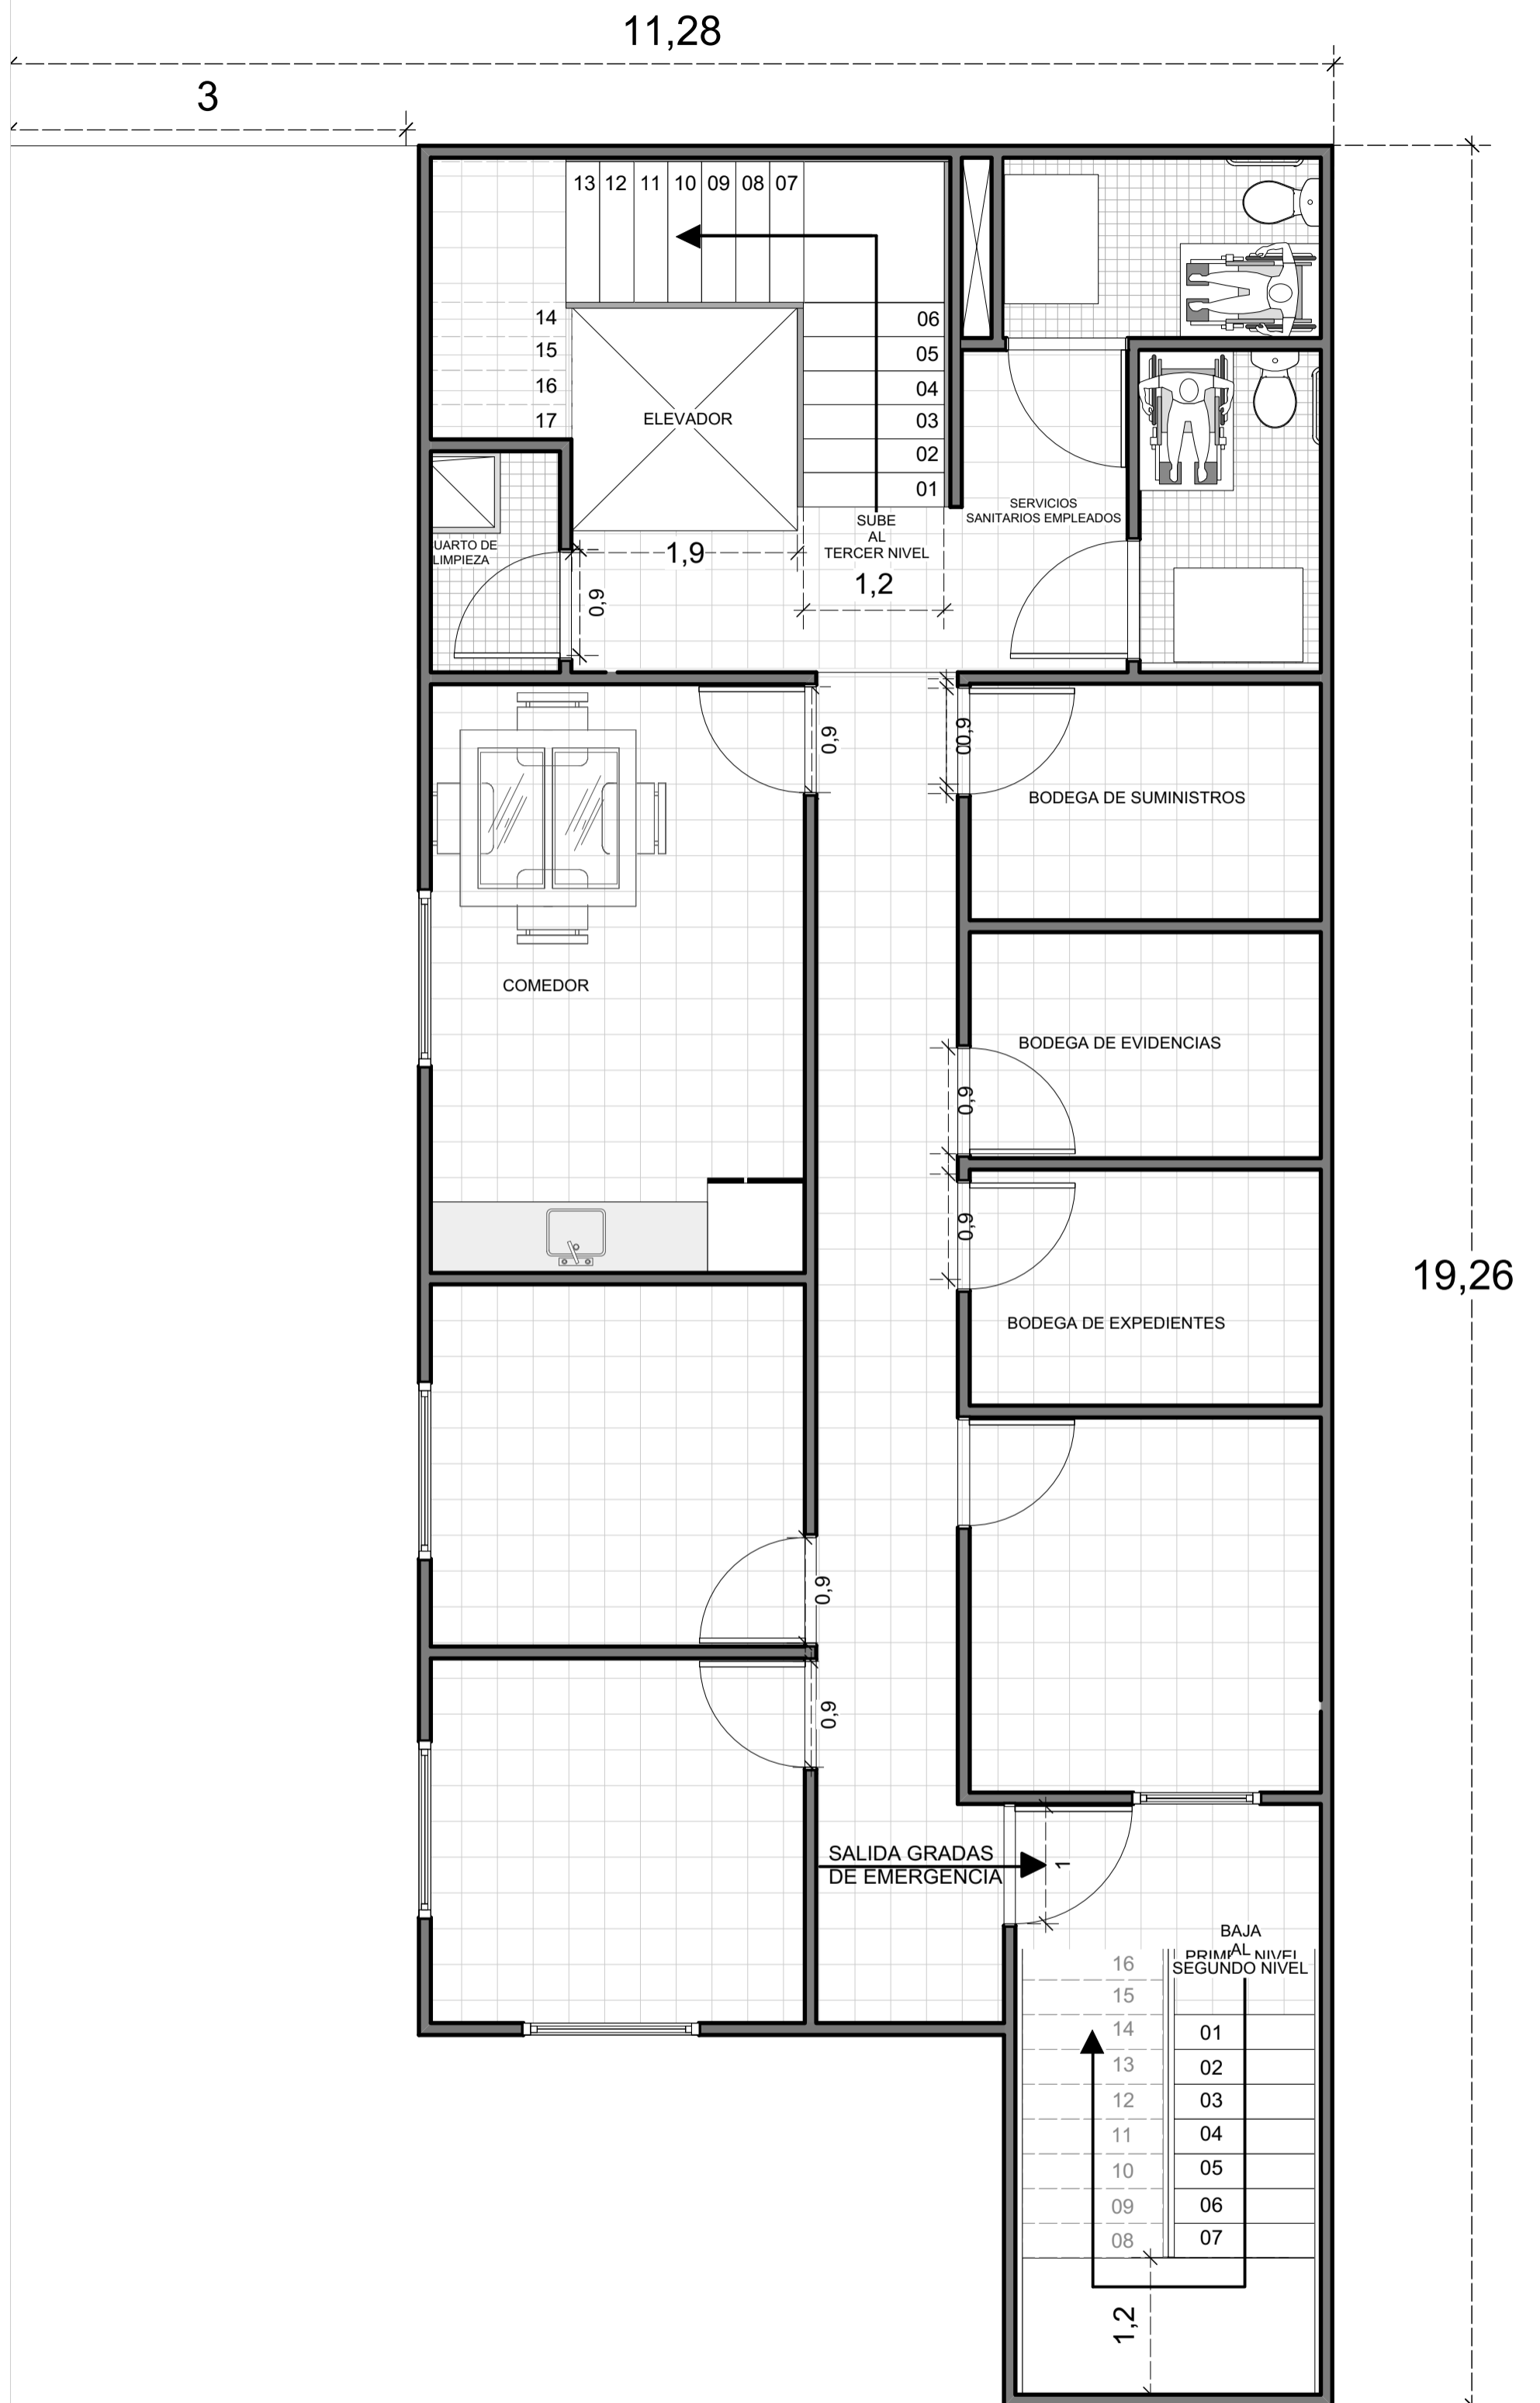 11,28
3
13 12 11 10 09 08 07
14
15
16
17
06
05
04
03
02
01
ELEVADOR
SERVICIOS
SANITARIOS EMPLEADOS
SUBE
AL
TERCER NIVEL
UARTO DE
LIMPIEZA
1,9
0,9
1,2
0,9
0,9
BODEGA DE SUMINISTROS
COMEDOR
BODEGA DE EVIDENCIAS
0,9
0,9
19,26
BODEGA DE EXPEDIENTES
0,9
0,9
SALIDA GRADAS
DE EMERGENCIA
1
BAJA
AL
PRIMER NIVEL
SEGUNDO NIVEL
16
15
14
13
12
11
10
09
08
01
02
03
04
05
06
07
1,2